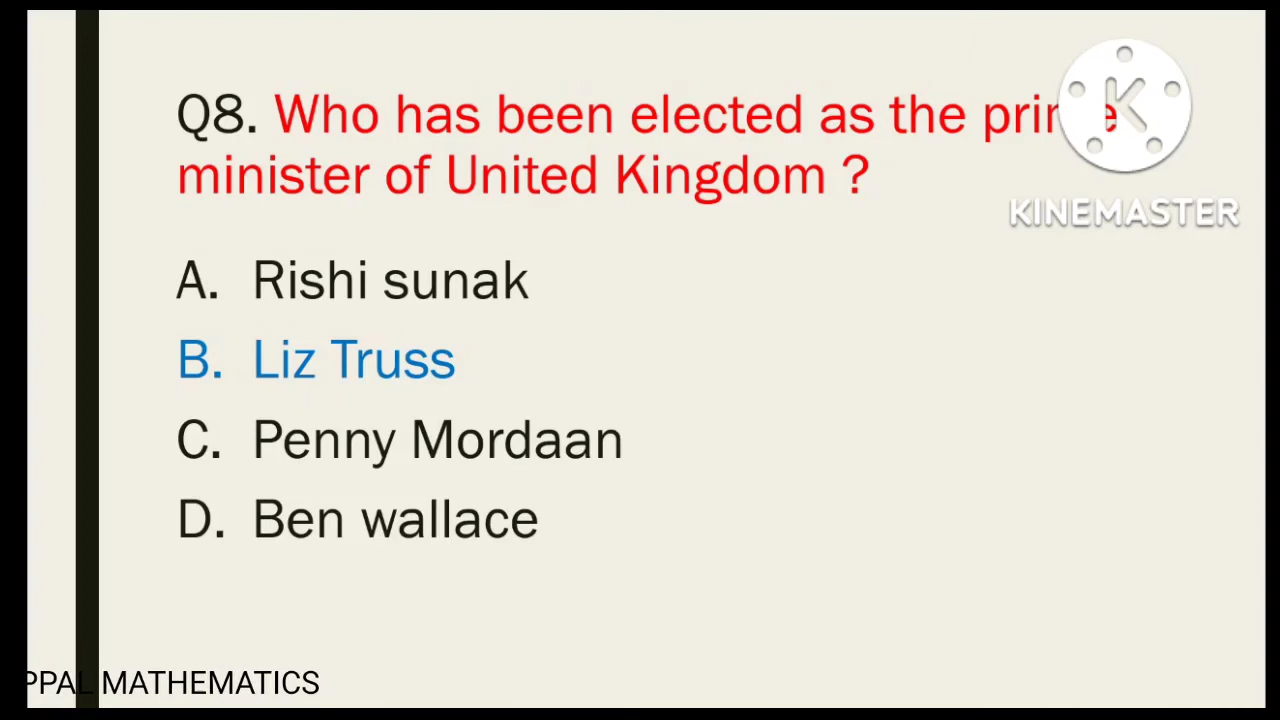 Q8. Who has been elected as the prime
minister of United Kingdom ?
KINEMASTER
A. Rishi sunak
B. Liz Truss
C. Penny Mordaan
D. Ben wallace
PPAL MATHEMATICS